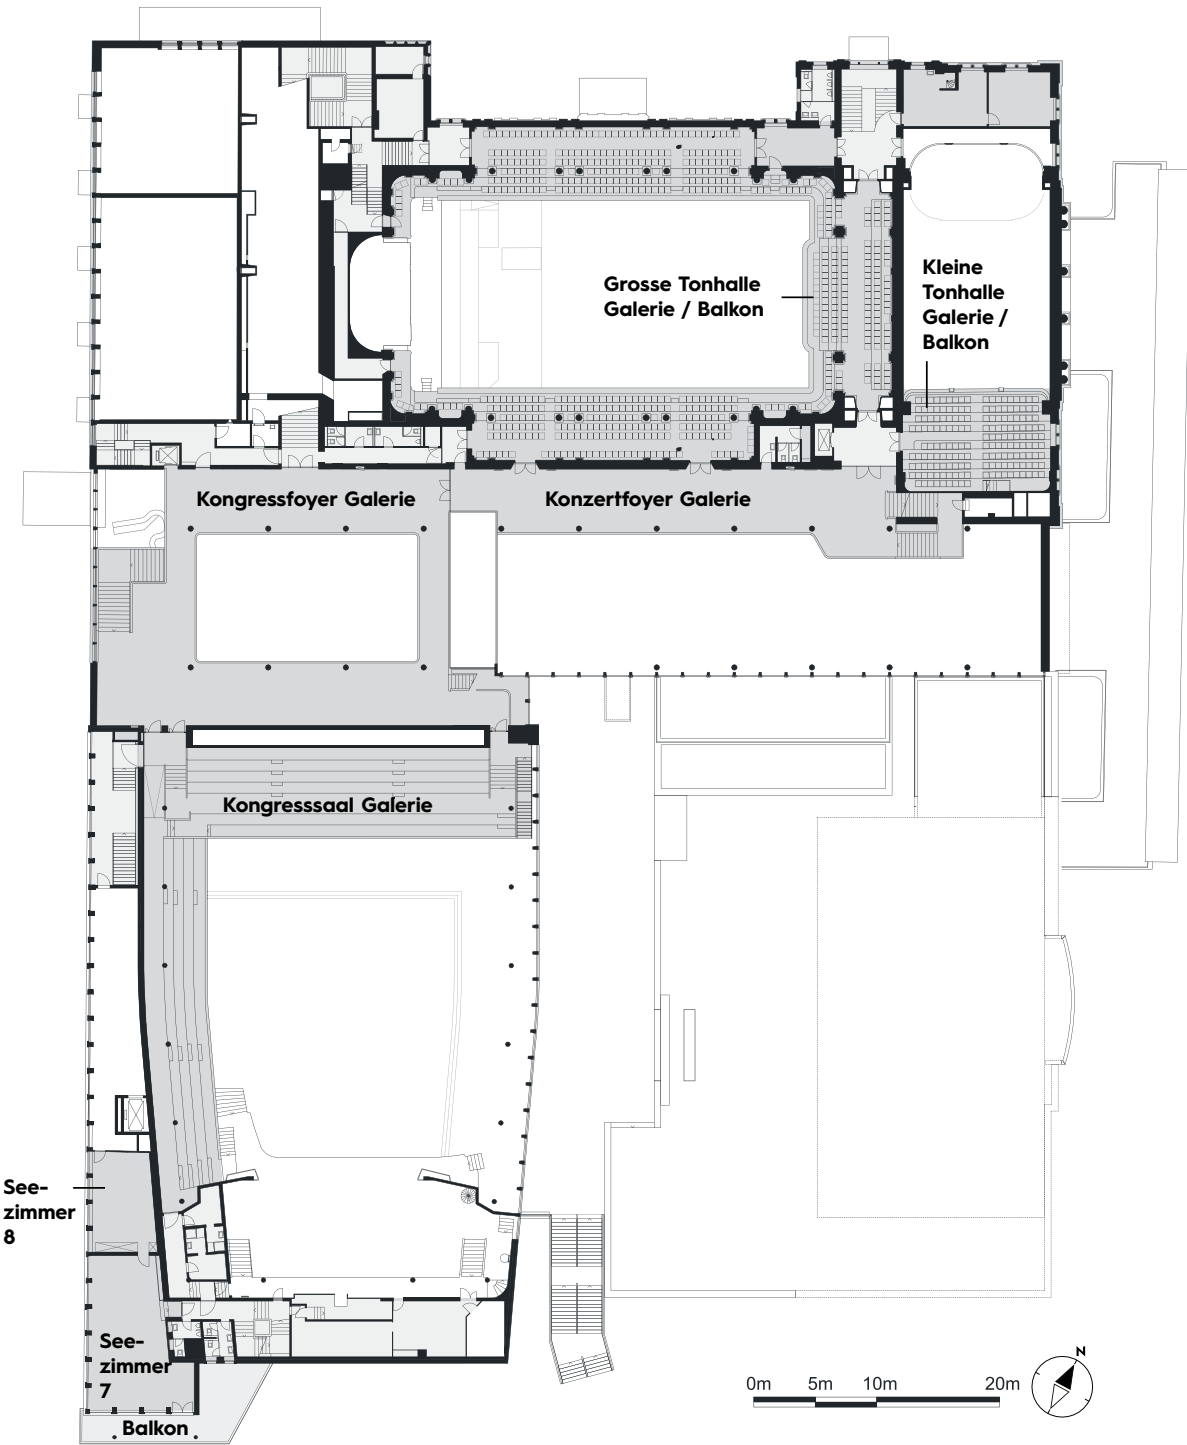 Grosse Tonhalle
Galerie / Balkon
Kleine
Tonhalle
Galerie /
Balkon
Kongressfoyer Galerie
Konzertfoyer Galerie
Kongresssaal Galerie
See-
zimmer
8
See-
zimmer
7
Balkon
N
0m 5m 10m 20m